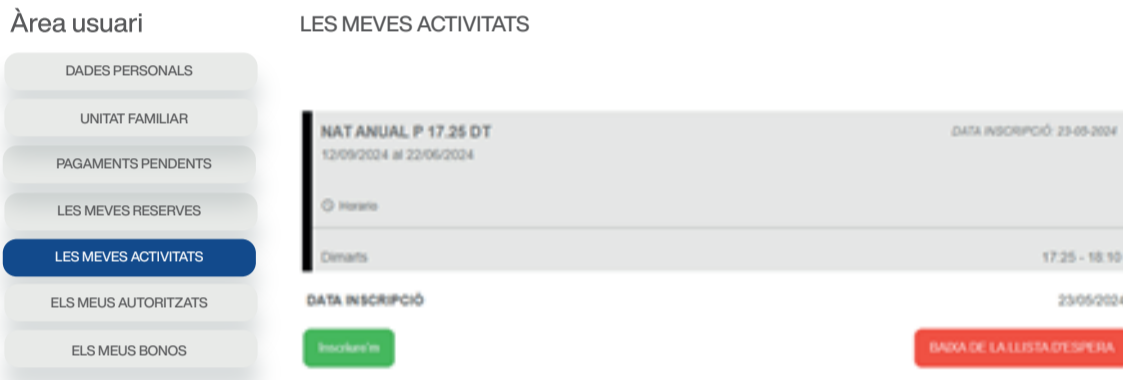 Àrea usuari
LES MEVES ACTIVITATS
DADES PERSONALS
UNITAT FAMILIAR
PAGAMENTS PENDENTS
LES MEVES RESERVES
LES MEVES ACTIVITATS
ELS MEUS AUTORITZATS
ELS MEUS BONOS
NAT ANUAL P 17.25 DT
DATA INSCRIPCIÓ: 23-05-2024
12/09/2024 al 22/06/2024
Horario
Dimarts 17:25 - 18:10
DATA INSCRIPCIÓ 23/05/2024
Inscriure'm
BAIXA DE LA LLISTA D'ESPERA